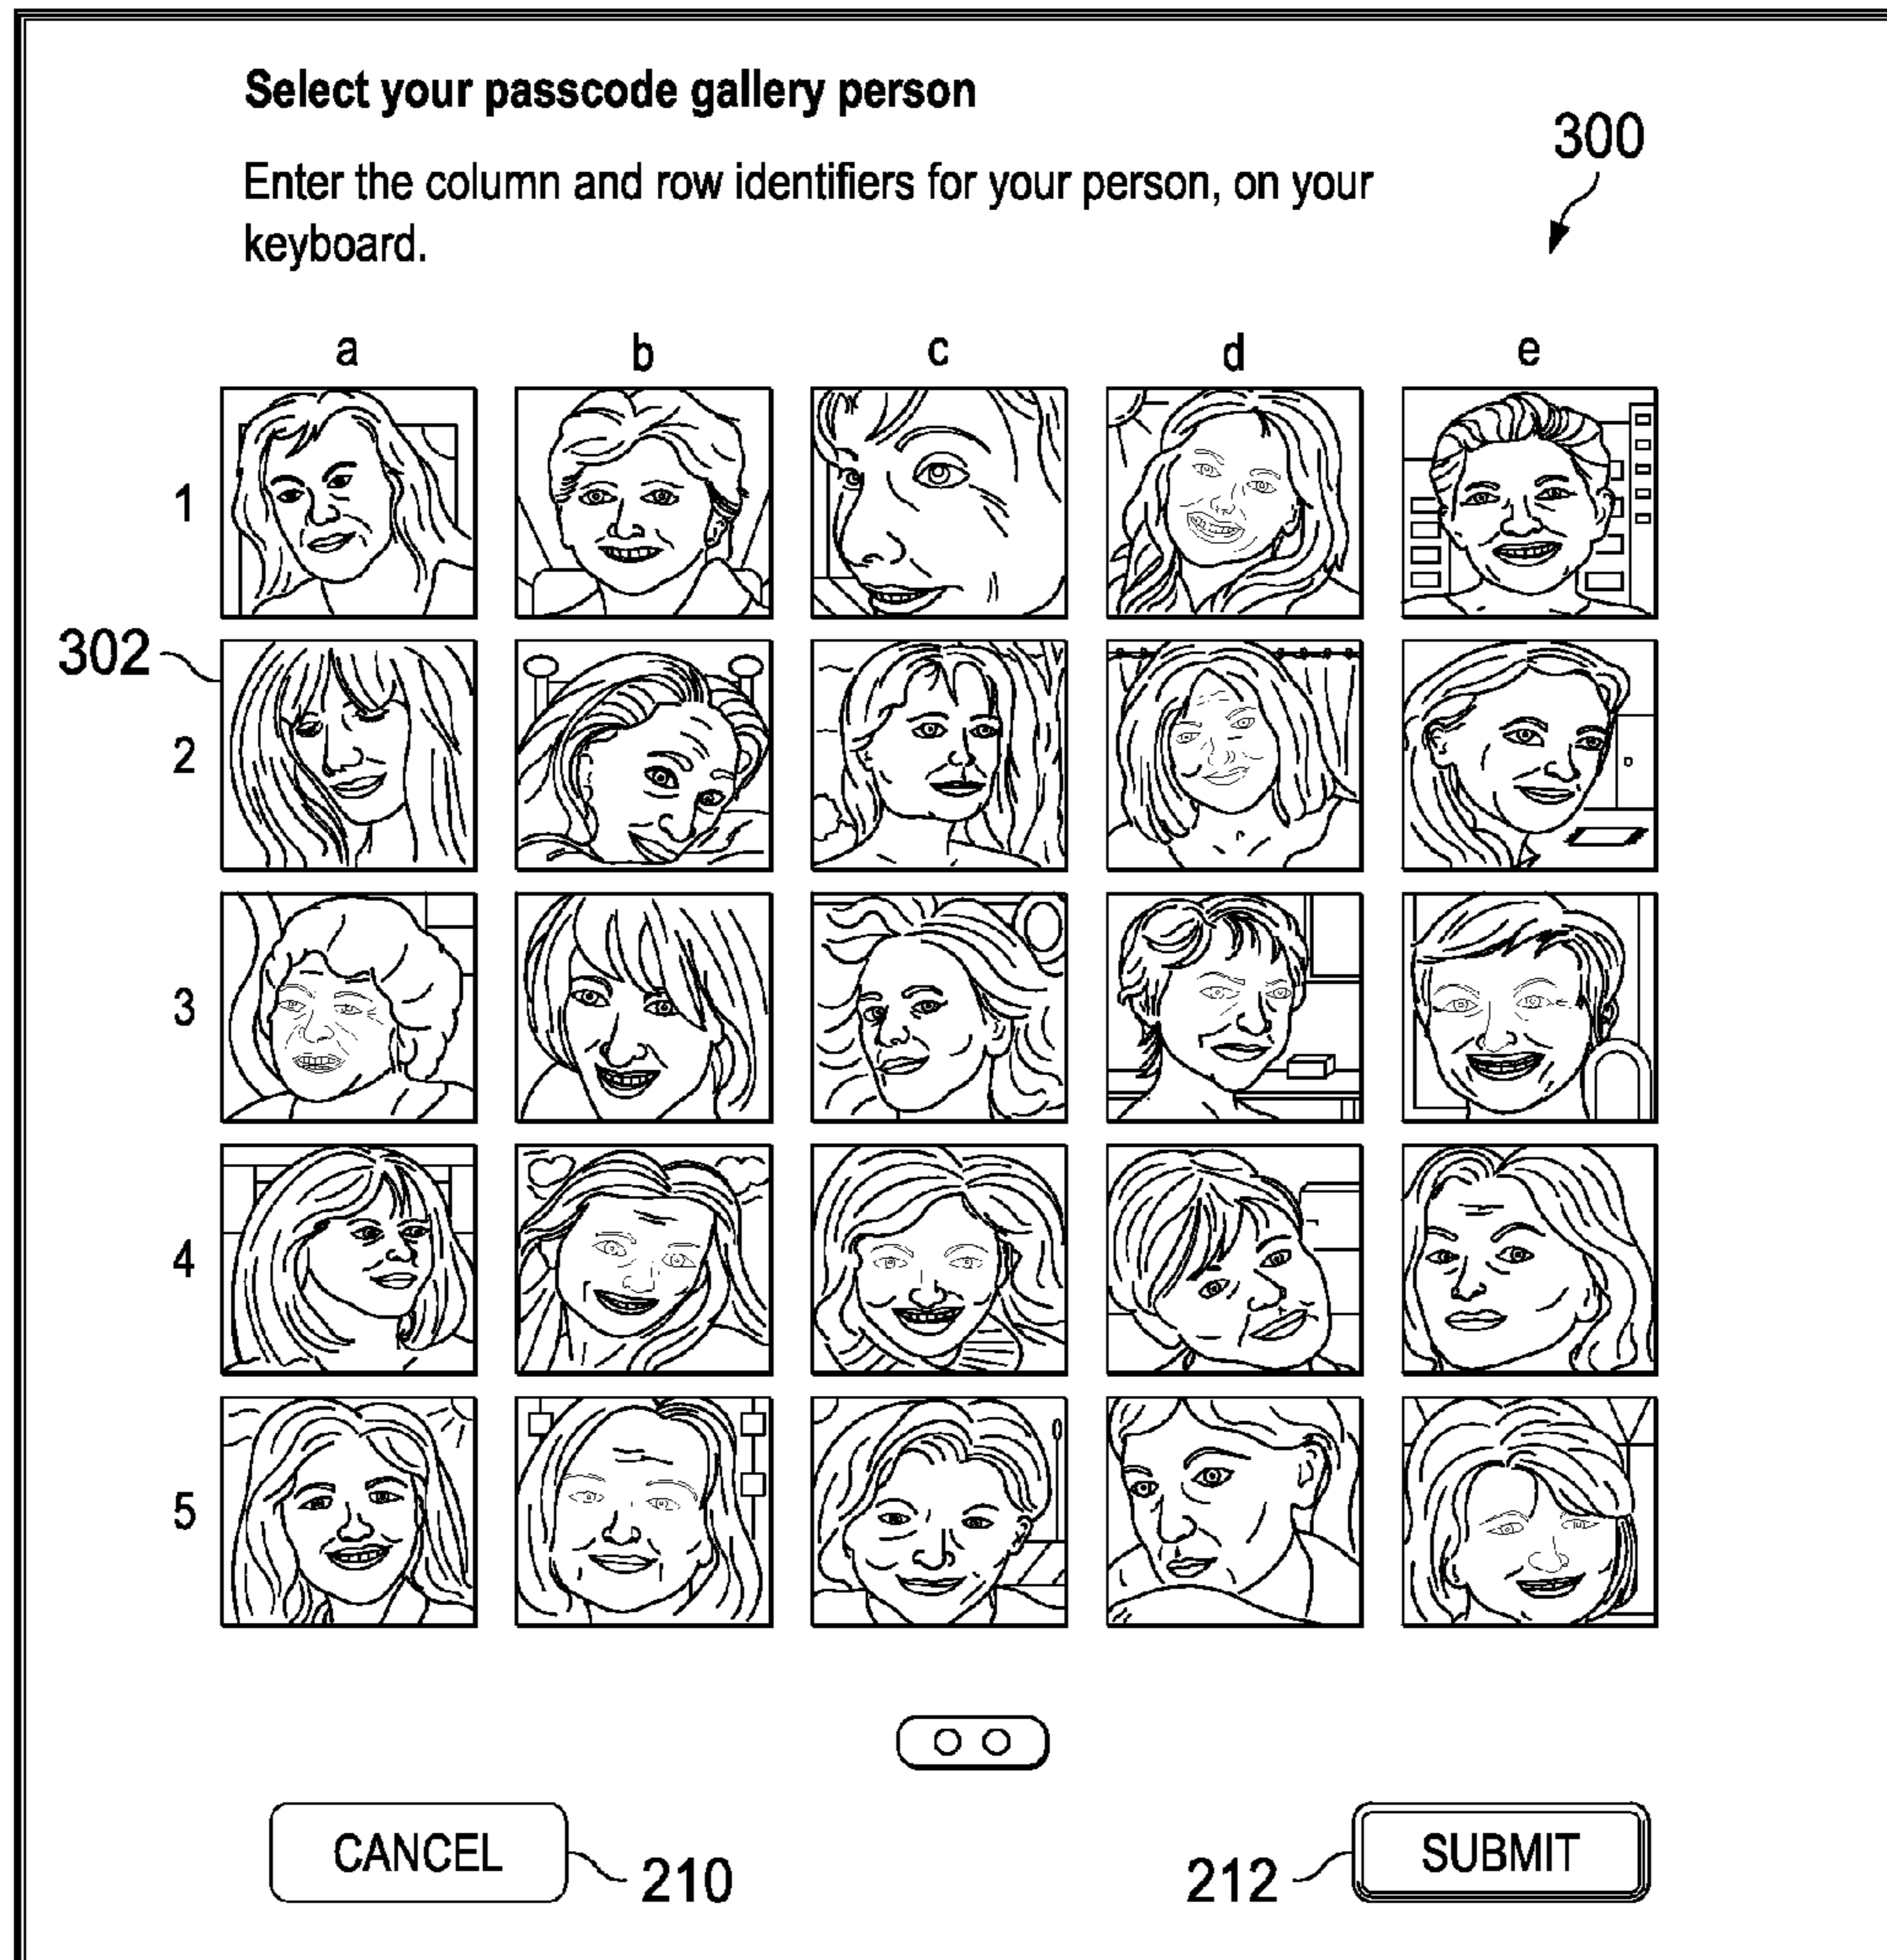 Select your passcode gallery person
300
Enter the column and row identifiers for your person, on your
keyboard.
a b c d e
1
302
2
3
4
5
CANCEL 210 212 SUBMIT